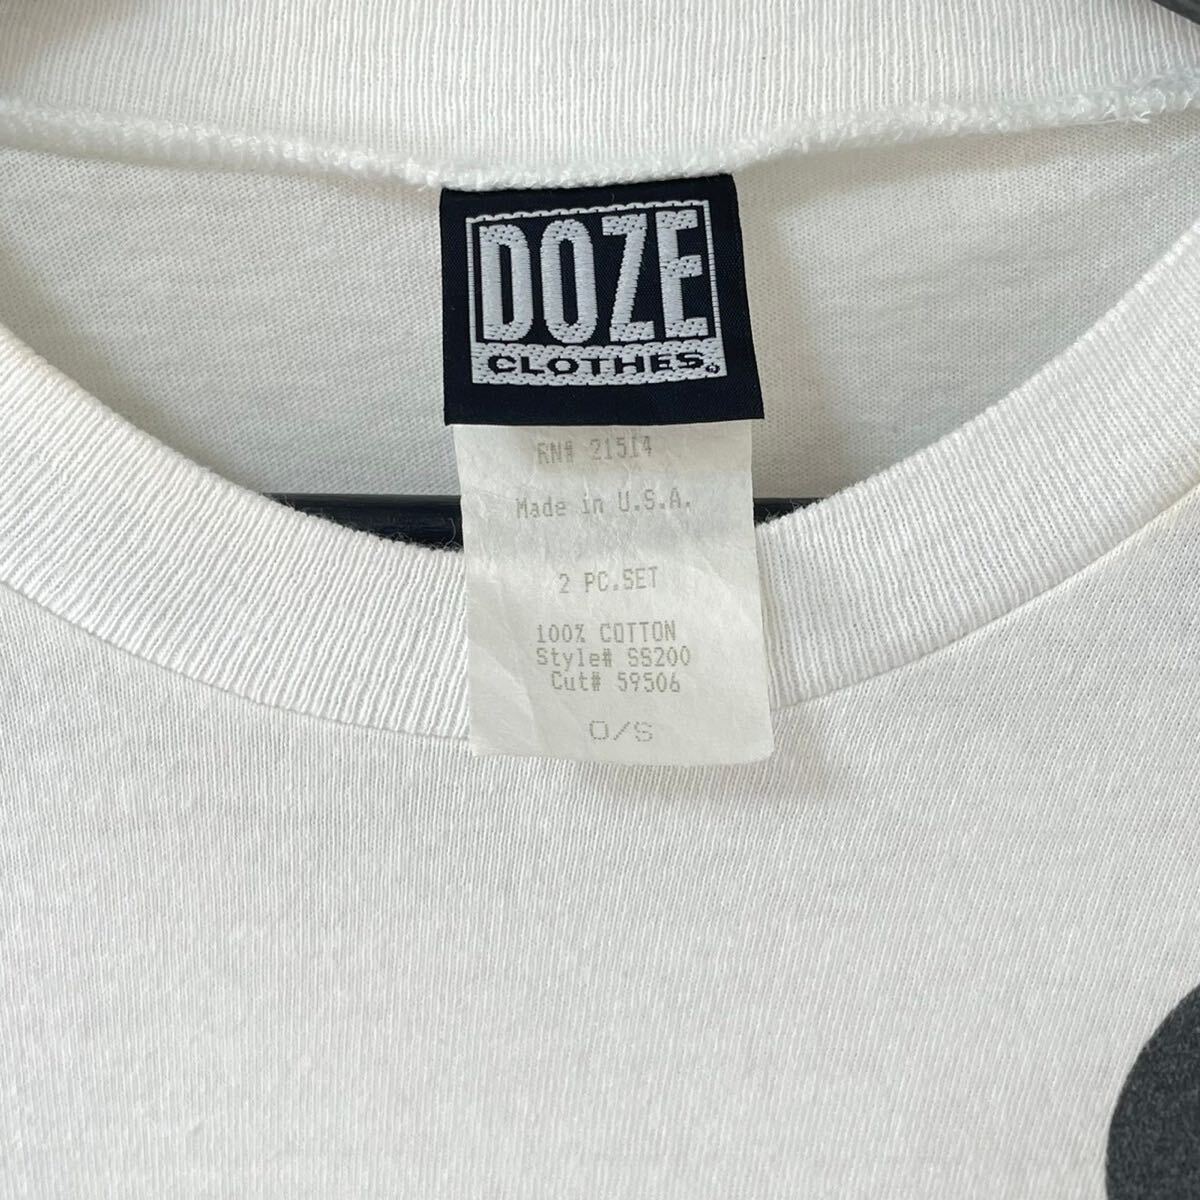 DOZE
CLOTHES
RN# 21514
Made in U.S.A.
2 PC.SET
100% COTTON
Style# SS200
Cut# 59506
O/S